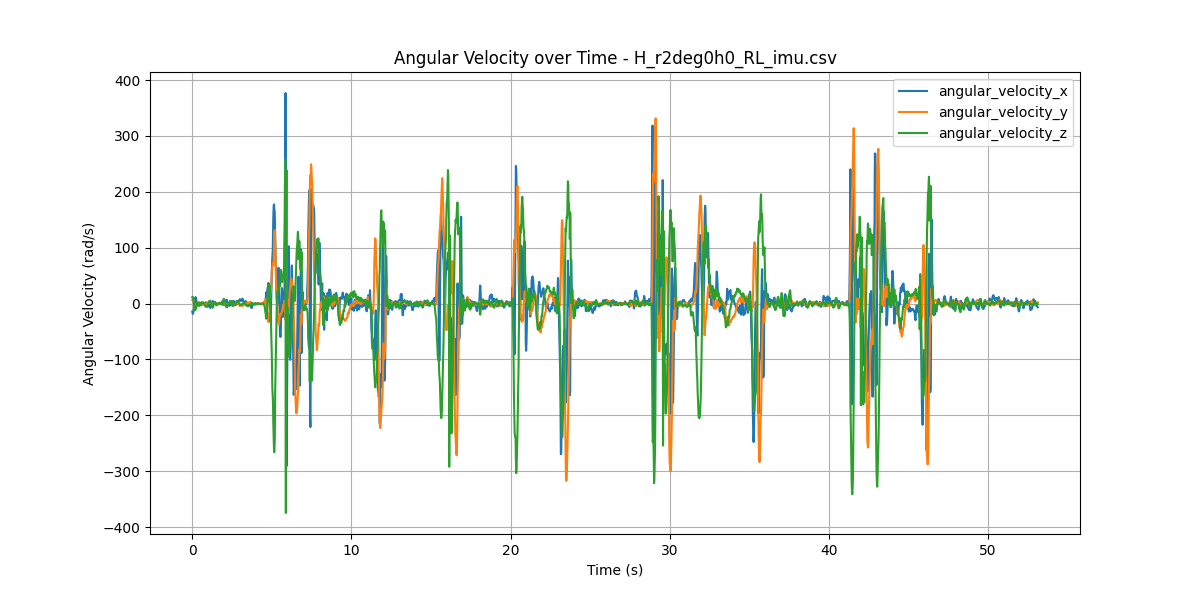 Angular Velocity over Time - H_r2deg0h0_RL_imu.csv
angular_velocity_x
angular_velocity_y
angular_velocity_z
Angular Velocity (rad/s)
400
300
200
100
0
−100
−200
−300
−400
0 10 20 30 40 50
Time (s)